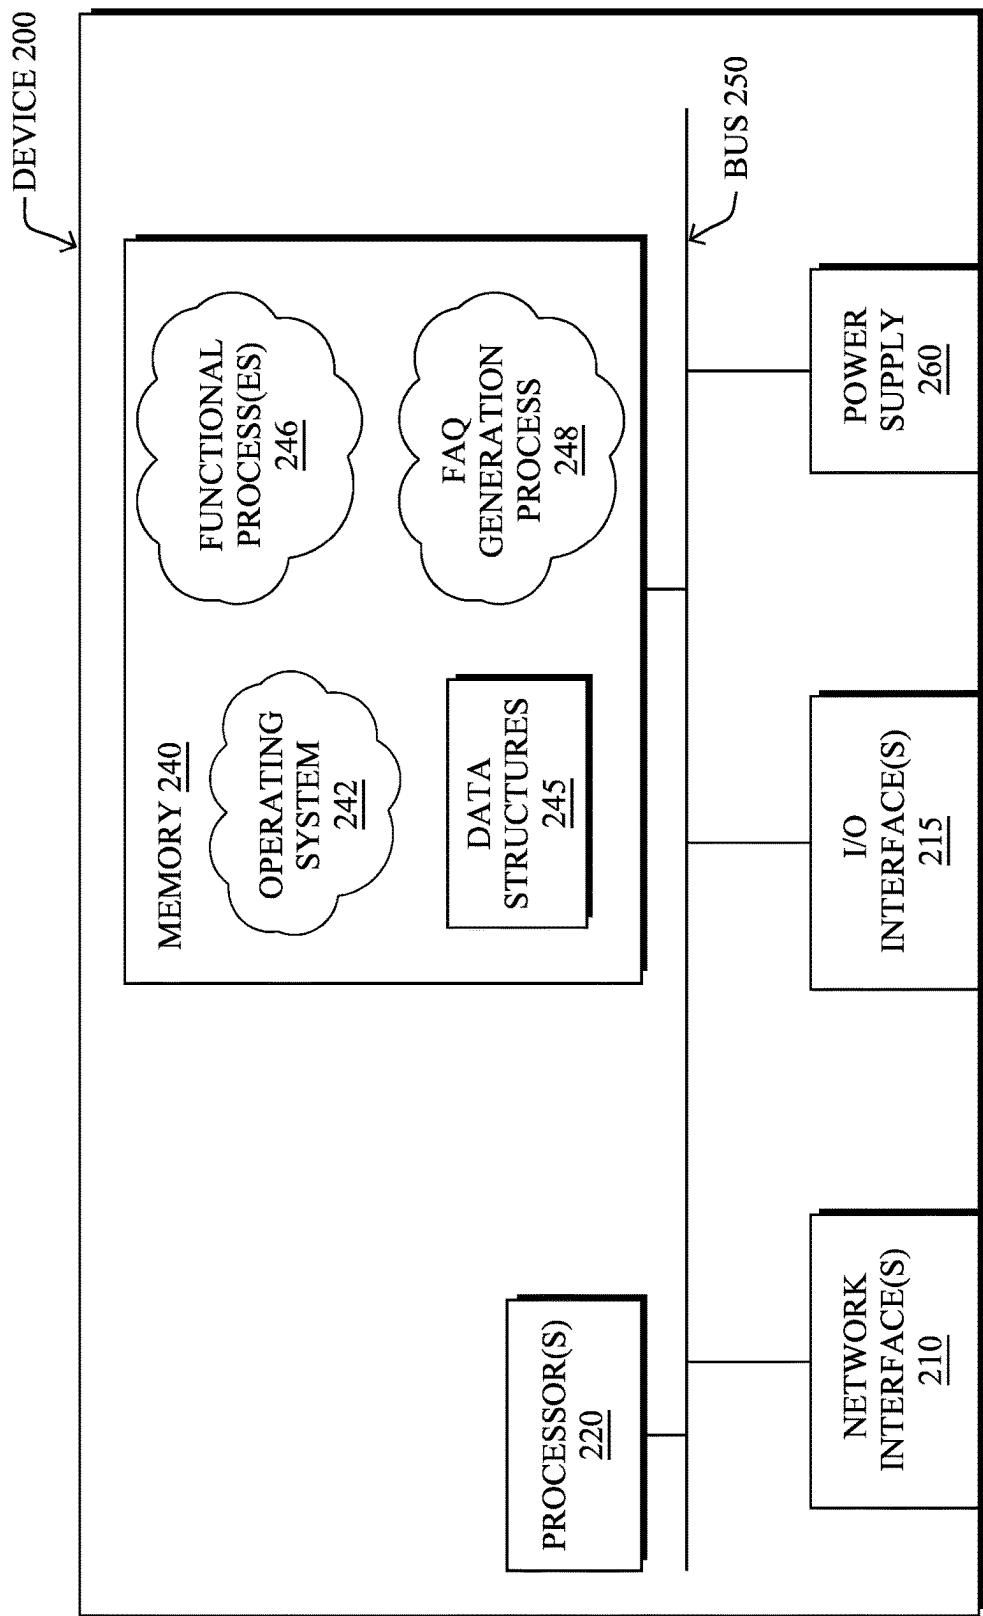 DEVICE 200
MEMORY 240
OPERATING
SYSTEM
242
FUNCTIONAL
PROCESS(ES)
246
DATA
STRUCTURES
245
FAQ
GENERATION
PROCESS
248
PROCESSOR(S)
220
BUS 250
NETWORK
INTERFACE(S)
210
I/O
INTERFACE(S)
215
POWER
SUPPLY
260